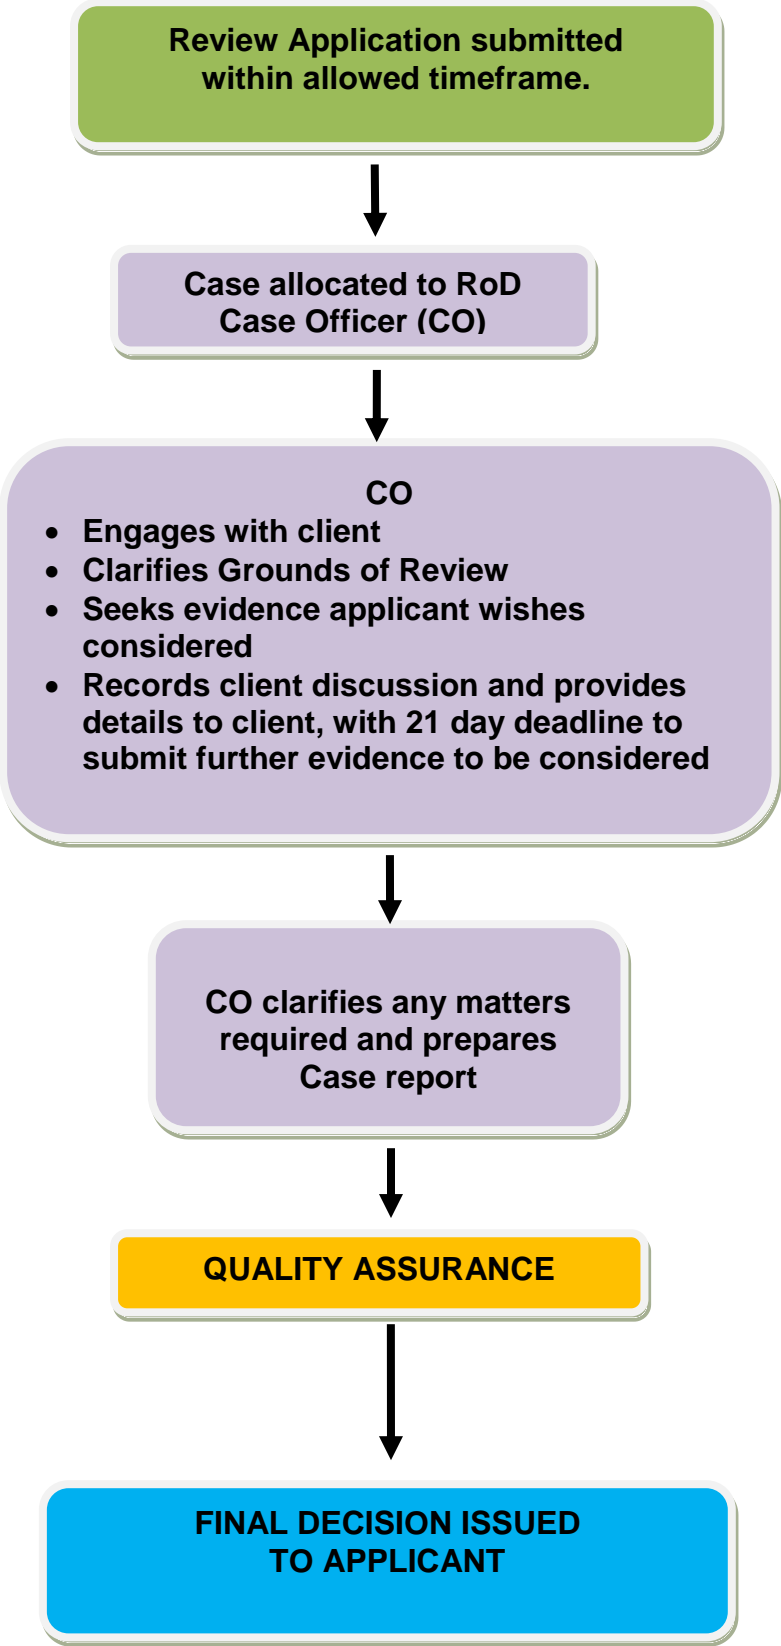 Review Application submitted
within allowed timeframe.
Case allocated to RoD
Case Officer (CO)
CO
• Engages with client
• Clarifies Grounds of Review
• Seeks evidence applicant wishes
considered
• Records client discussion and provides
details to client, with 21 day deadline to
submit further evidence to be considered
CO clarifies any matters
required and prepares
Case report
QUALITY ASSURANCE
FINAL DECISION ISSUED
TO APPLICANT